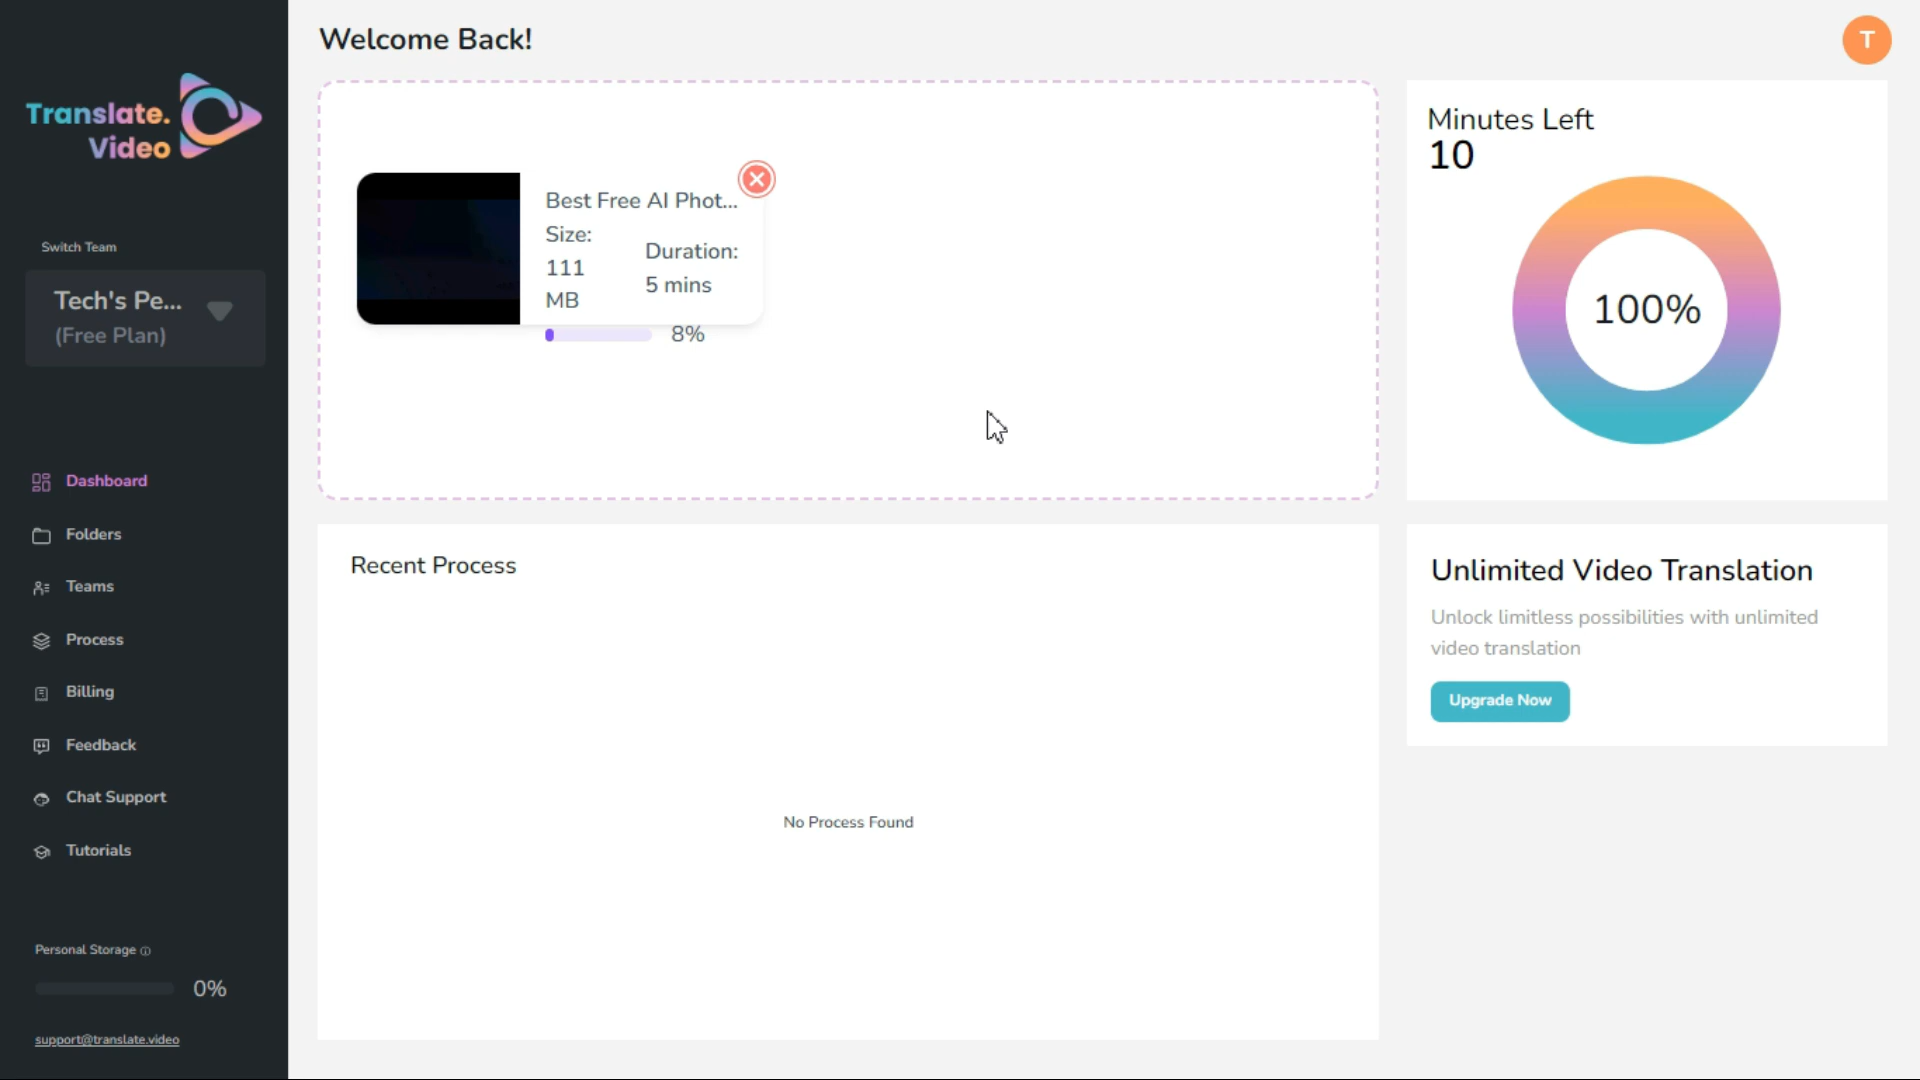 Translate.
Video
Switch Team
Tech's Pe...
(Free Plan)
Dashboard
Folders
Teams
Process
Billing
Feedback
Chat Support
Tutorials
Personal Storage
0%
support@translate.video
Welcome Back!
T
Best Free AI Phot...
Size:
111
MB
Duration:
5 mins
8%
Minutes Left
10
100%
Recent Process
No Process Found
Unlimited Video Translation
Unlock limitless possibilities with unlimited
video translation
Upgrade Now